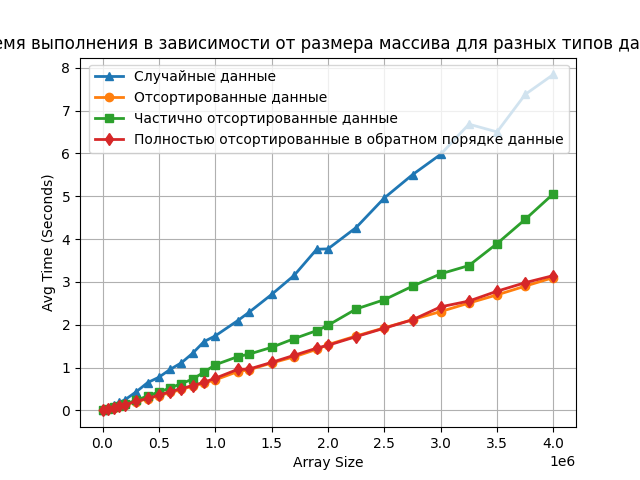 выполнения в зависимости от размера массива для разных типов
Случайные данные
Отсортированные данные
Частично отсортированные данные
Полностью отсортированные в обратном порядке данные
8
7
6
5
4
3
2
1
0
Avg Time (Seconds)
0.0 0.5 1.0 1.5 2.0 2.5 3.0 3.5 4.0
1e6
Array Size